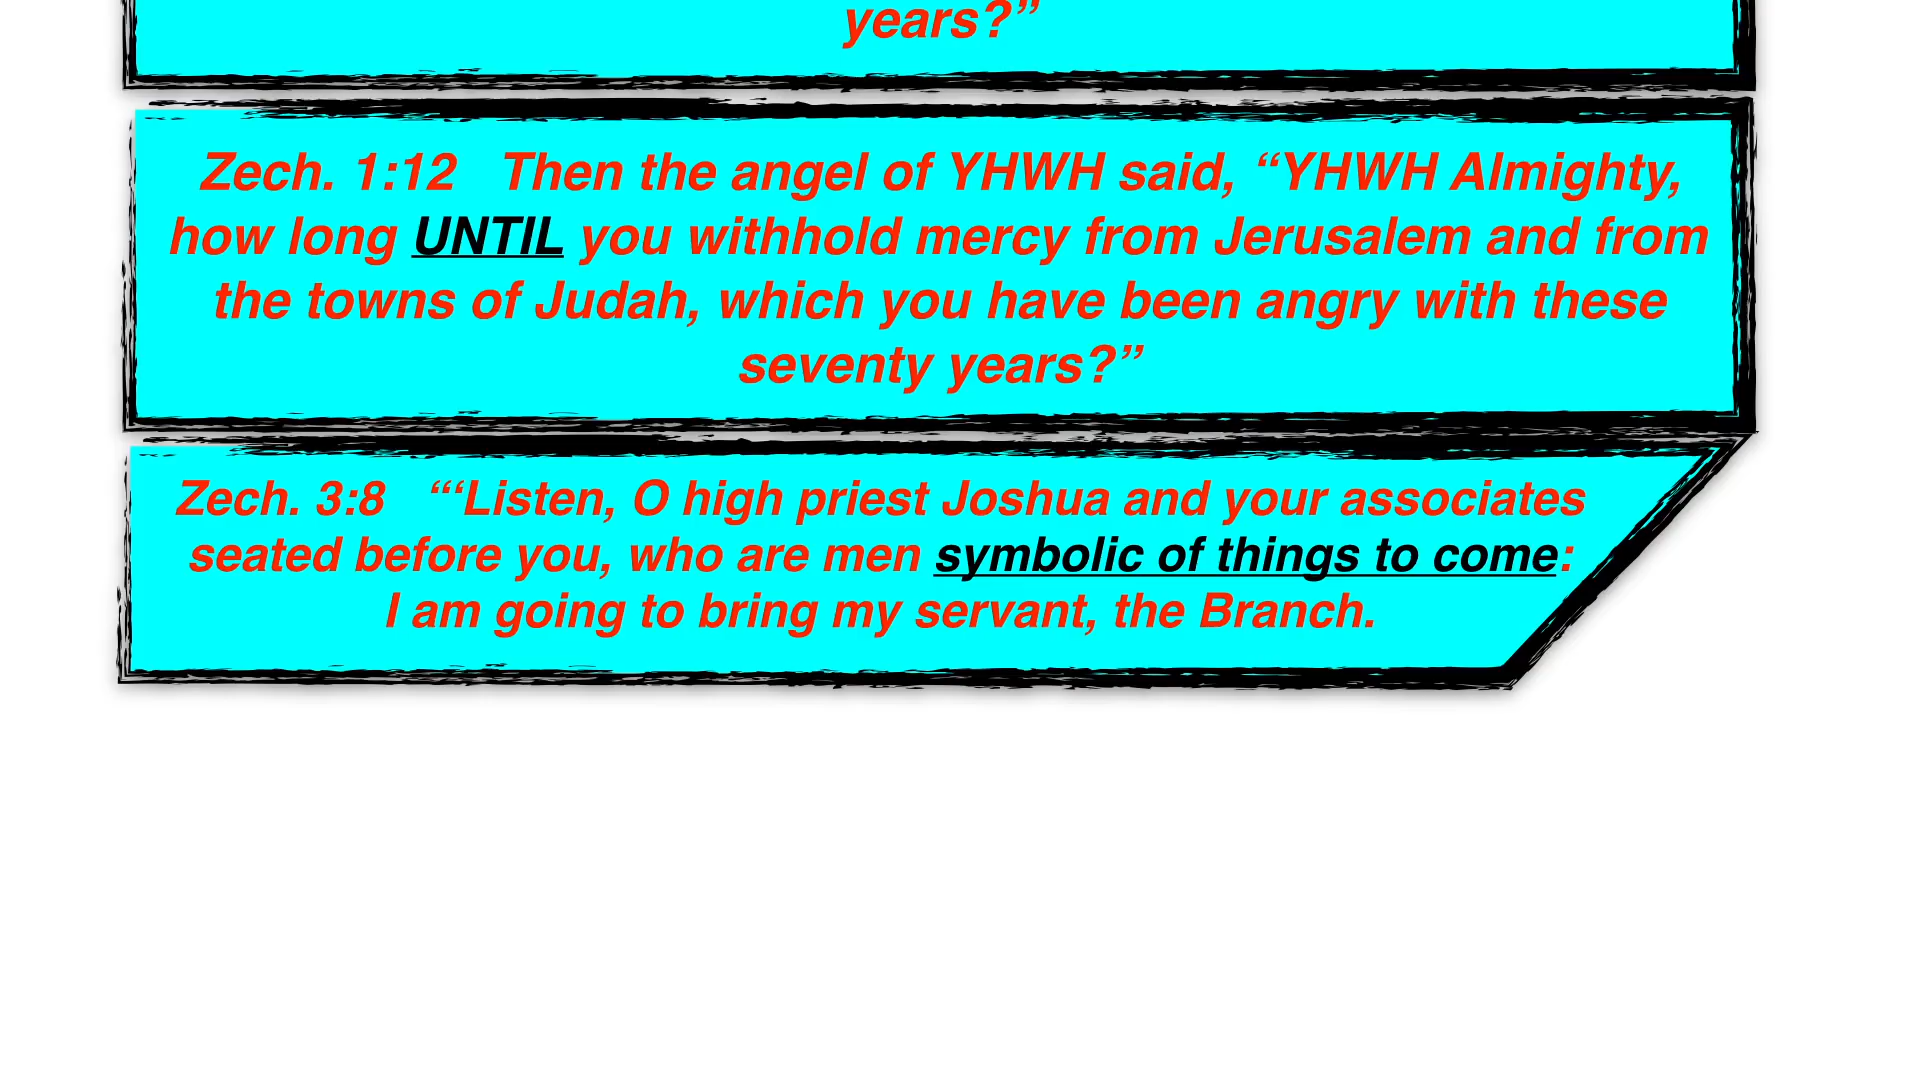 years?”
Zech. 1:12 Then the angel of YHWH said, “YHWH Almighty,
how long UNTIL you withhold mercy from Jerusalem and from
the towns of Judah, which you have been angry with these
seventy years?”
Zech. 3:8 “‘Listen, O high priest Joshua and your associates
seated before you, who are men symbolic of things to come:
I am going to bring my servant, the Branch.